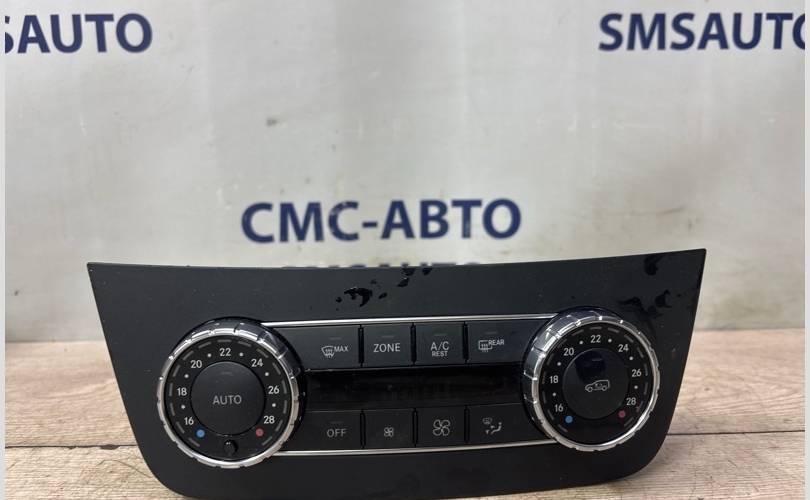 SAUTO
SMSAUTO
СМС-АВТО
MAX
ZONE
A/C
REST
REAR
20 22 24
18 26
16 28
AUTO
20 22 24
18 26
16 28
OFF